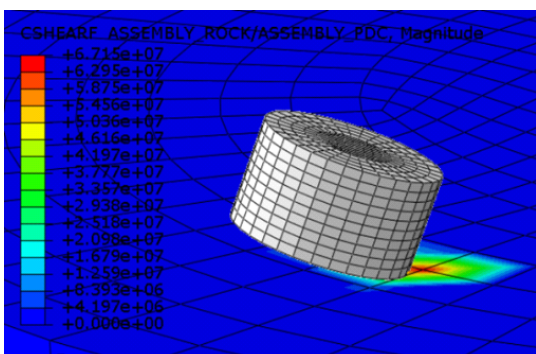 CSHEARF ASSEMBLY_ROCK/ASSEMBLY_PDC, Magnitude
+6.715e+07
+6.295e+07
+5.875e+07
+5.456e+07
+5.036e+07
+4.616e+07
+4.197e+07
+3.777e+07
+3.357e+07
+2.938e+07
+2.518e+07
+2.098e+07
+1.679e+07
+1.259e+07
+8.393e+06
+4.197e+06
+0.000e+00